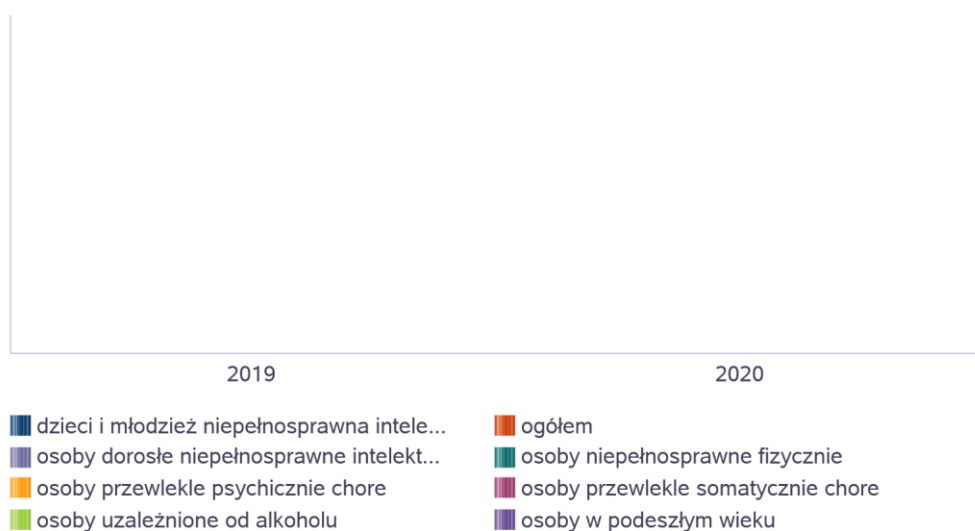 2019 2020
dzieci i młodzież niepełnosprawna intele... ogółem
osoby dorosłe niepełnosprawne intelekt... osoby niepełnosprawne fizycznie
osoby przewlekle psychicznie chore osoby przewlekle somatycznie chore
osoby uzależnione od alkoholu osoby w podeszłym wieku